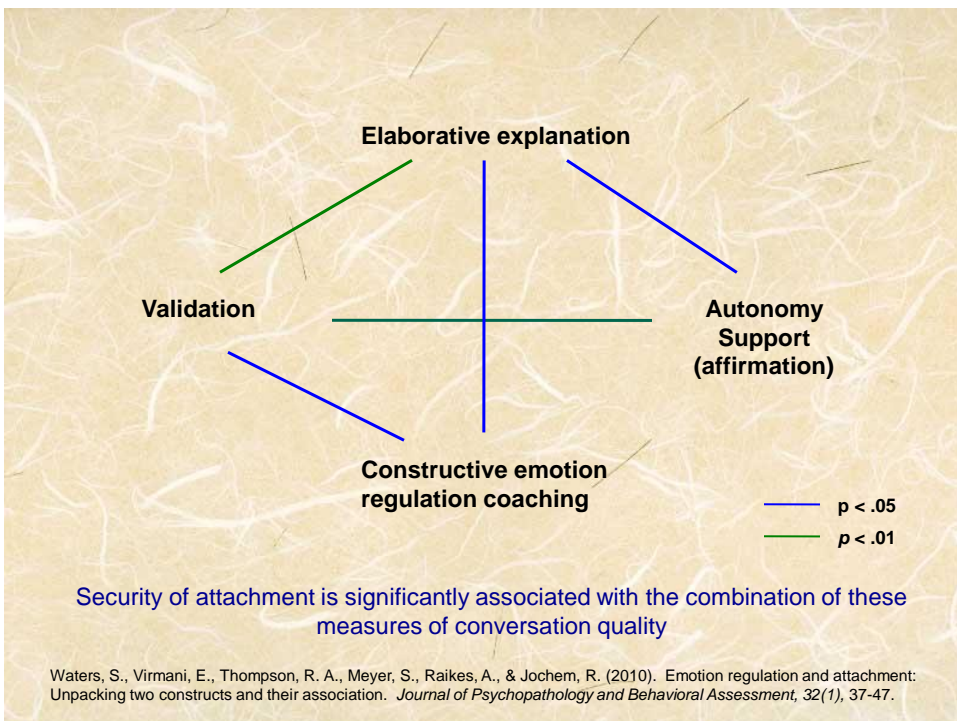 Elaborative explanation
Validation
Autonomy
Support
(affirmation)
Constructive emotion
regulation coaching
p < .05
p < .01
Security of attachment is significantly associated with the combination of these
measures of conversation quality
Waters, S., Virmani, E., Thompson, R. A., Meyer, S., Raikes, A., & Jochem, R. (2010).  Emotion regulation and attachment:
Unpacking two constructs and their association.  Journal of Psychopathology and Behavioral Assessment, 32(1), 37-47.